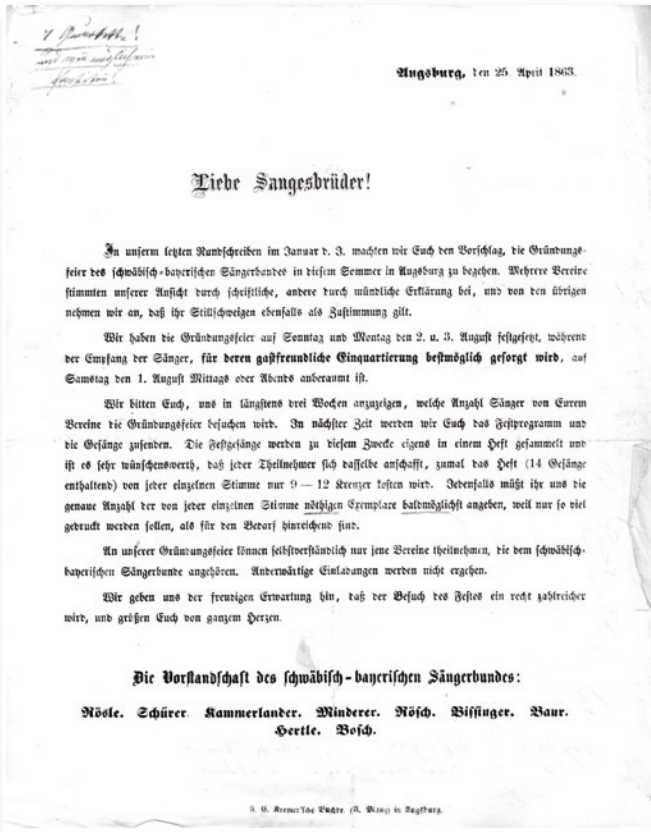 Augsburg, den 25. April 1863.
Liebe Sangesbrüder!
In unserm letzten Rundschreiben im Januar d. J. machten wir Euch den Vorschlag, die Gründungs-
feier des schwäbisch-bayerischen Sängerbundes in diesem Sommer in Augsburg zu begehen. Mehrere Vereine
stimmten unserer Ansicht durch schriftliche, andere durch mündliche Erklärung bei, und von den übrigen
nehmen wir an, daß ihr Stillschweigen ebenfalls als Zustimmung gilt.
Wir haben die Gründungsfeier auf Sonntag und Montag den 2. u. 3. August festgesetzt, während
der Empfang der Sänger, für deren gastfreundliche Einquartierung bestmöglich gesorgt wird, auf
Samstag den 1. August Mittags oder Abends anberaumt ist.
Wir bitten Euch, uns in längstens drei Wochen anzuzeigen, welche Anzahl Sänger von Eurem
Vereine die Gründungsfeier besuchen wird. In nächster Zeit werden wir Euch das Festprogramm und
die Gesänge zusenden. Die Festgesänge werden zu diesem Zwecke eigens in einem Heft gesammelt und
ist es sehr wünschenswerth, daß jeder Theilnehmer sich dasselbe anschafft, zumal das Heft (14 Gesänge
enthaltend) von jeder einzelnen Stimme nur 9 — 12 Kreuzer kosten wird. Jedenfalls müßt ihr uns die
genaue Anzahl der von jeder einzelnen Stimme nöthigen Exemplare baldmöglichst angeben, weil nur so viel
gedruckt werden sollen, als für den Bedarf hinreichend sind.
An unserer Gründungsfeier können selbstverständlich nur jene Vereine theilnehmen, die dem schwäbisch-
bayerischen Sängerbunde angehören. Anderwärtige Einladungen werden nicht ergehen.
Wir geben uns der freudigen Erwartung hin, daß der Besuch des Festes ein recht zahlreicher
wird, und grüßen Euch von ganzem Herzen.
Die Vorstandschaft des schwäbisch-bayerischen Sängerbundes:
Rösle. Schürer. Kammerlander. Minderer. Rösch. Bissinger. Baur.
Hertle. Bosch.
in Augsburg.